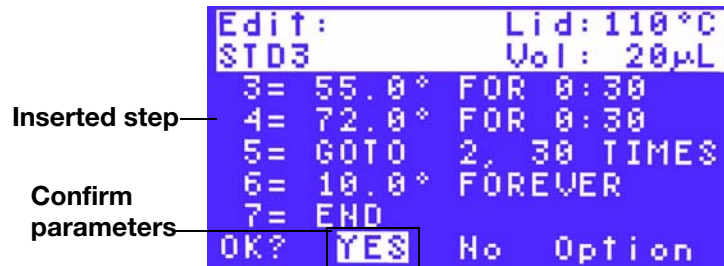 Edit: Lid:110°C
STD3 Vol: 20µL
3= 55.0° FOR 0:30
Inserted step
4= 72.0° FOR 0:30
5= GOTO 2, 30 TIMES
6= 10.0° FOREVER
Confirm
parameters
7= END
OK? YES No Option